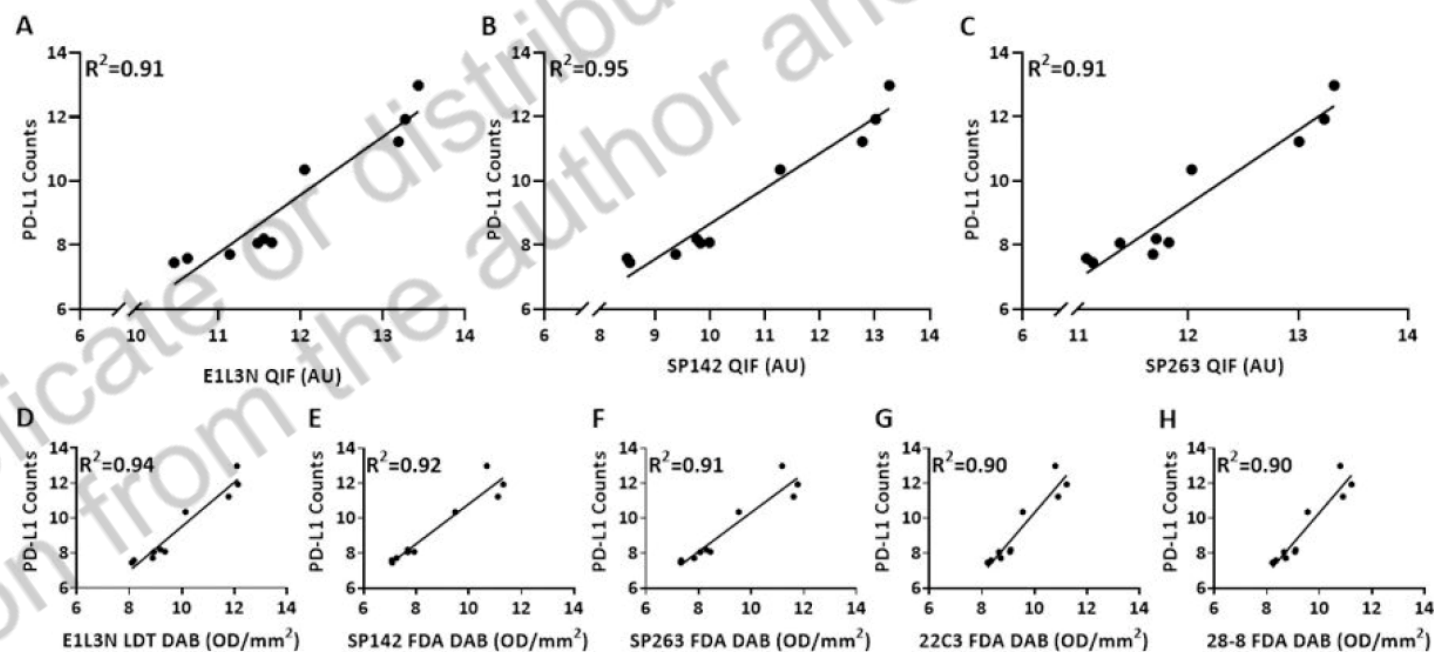 A
B
C
R²=0.91
R²=0.95
R²=0.91
PD-L1 Counts
PD-L1 Counts
PD-L1 Counts
14
12
10
8
6
14
12
10
8
6
14
12
10
8
6
6 10 11 12 13 14
6 8 9 10 11 12 13 14
6 11 12 13 14
E1L3N QIF (AU)
SP142 QIF (AU)
SP263 QIF (AU)
D
E
F
G
H
R²=0.94
R²=0.92
R²=0.91
R²=0.90
R²=0.90
PD-L1 Counts
PD-L1 Counts
PD-L1 Counts
PD-L1 Counts
PD-L1 Counts
14
12
10
8
6
14
12
10
8
6
14
12
10
8
6
14
12
10
8
6
14
12
10
8
6
6 8 10 12 14
6 8 10 12 14
6 8 10 12 14
6 8 10 12 14
6 8 10 12 14
E1L3N LDT DAB (OD/mm²)
SP142 FDA DAB (OD/mm²)
SP263 FDA DAB (OD/mm²)
22C3 FDA DAB (OD/mm²)
28-8 FDA DAB (OD/mm²)
or
from the author